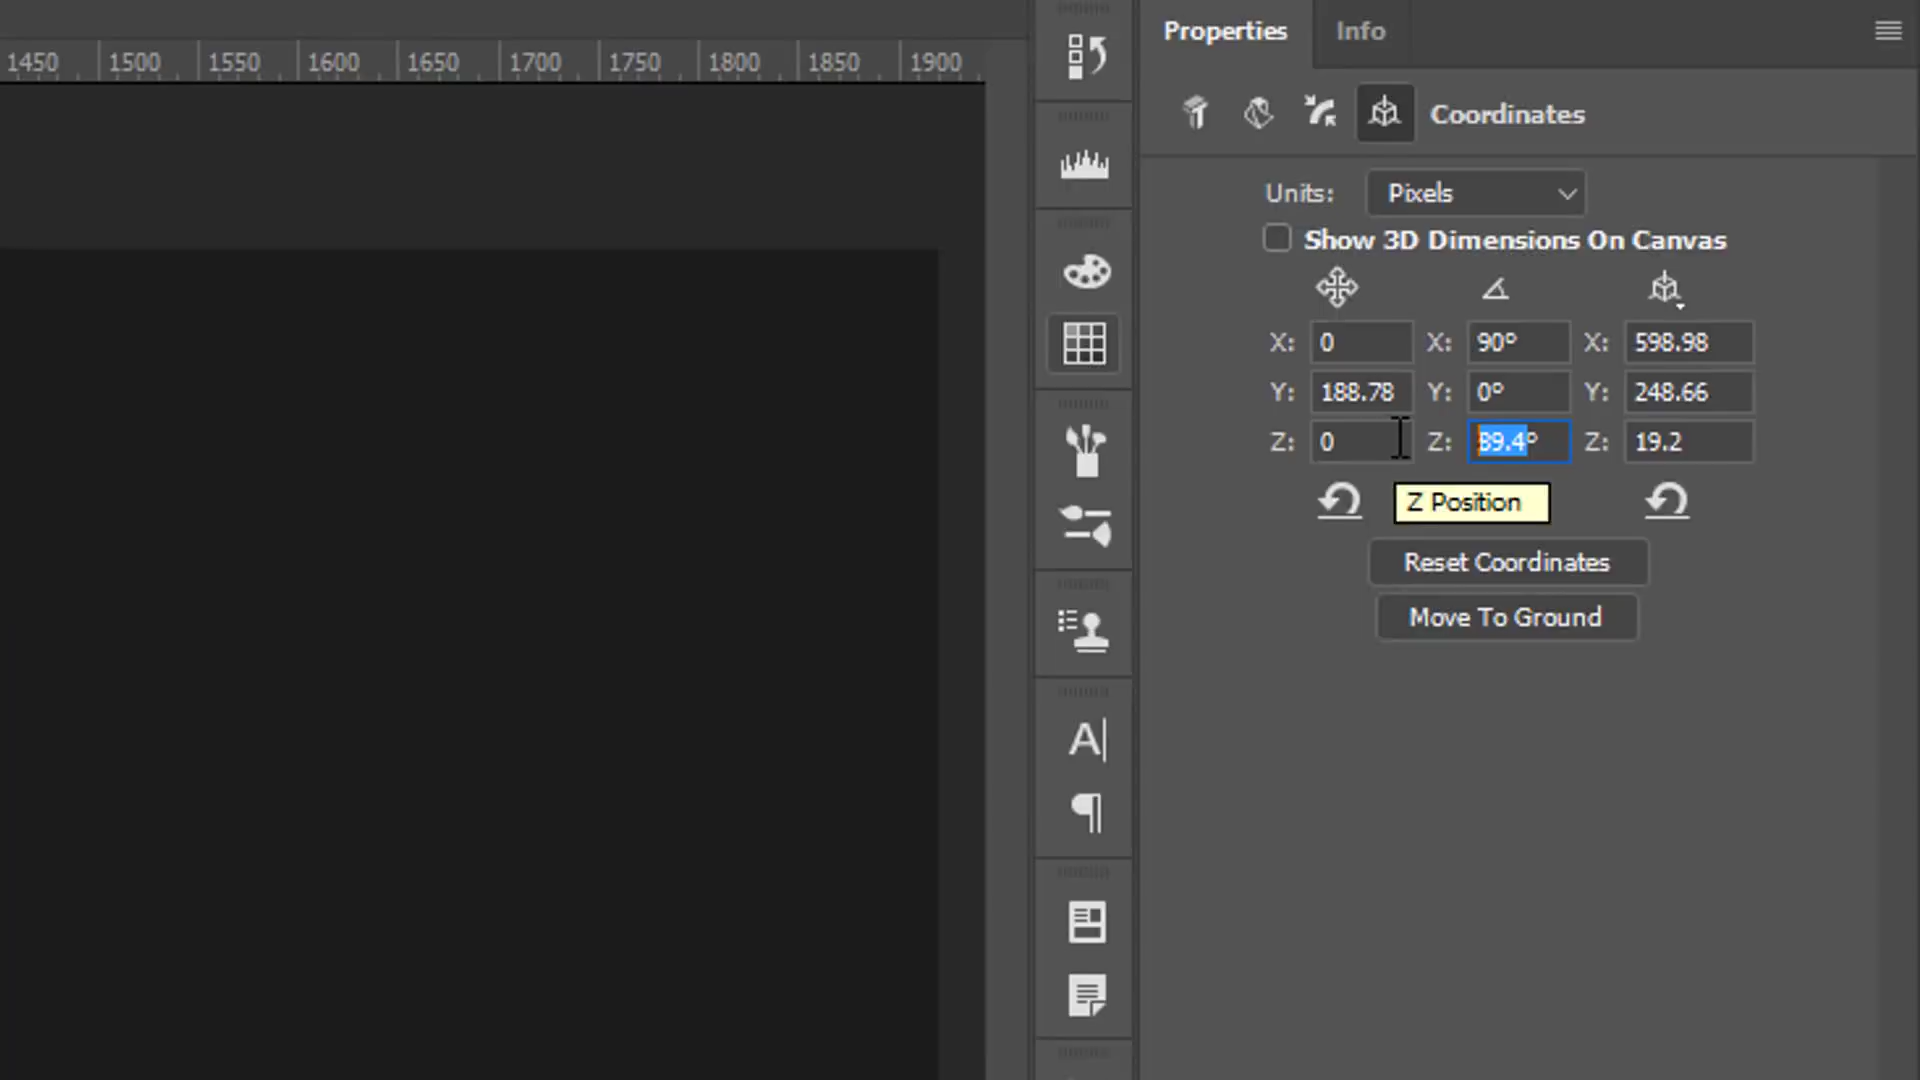 Properties Info
1450 1500 1550 1600 1650 1700 1750 1800 1850 1900
Coordinates
Units: Pixels
Show 3D Dimensions On Canvas
X: 0 X: 90° X: 598.98
Y: 188.78 Y: 0° Y: 248.66
Z: 0 Z: 89.4° Z: 19.2
Z Position
Reset Coordinates
Move To Ground